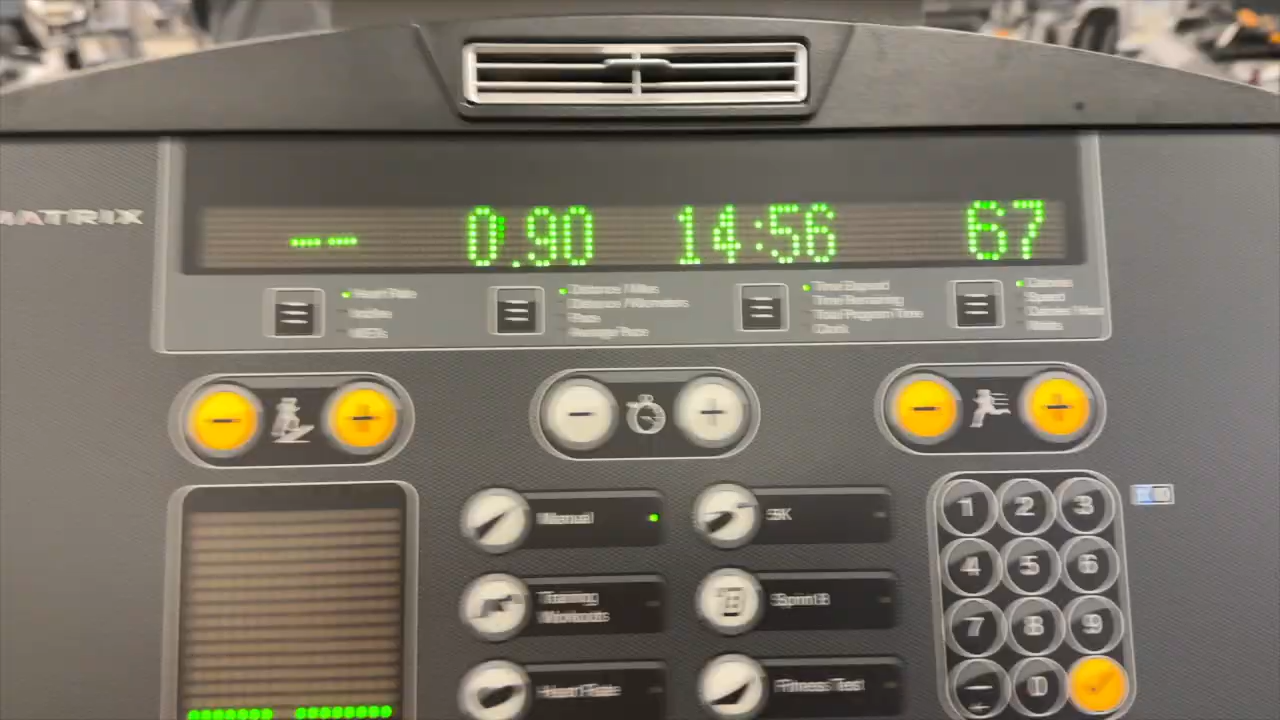 MATRIX
---- 0.90 14:56 67
Heart Rate
Incline
METs
Distance / Miles
Distance / Kilometers
Pace
Average Pace
Time Elapsed
Time Remaining
Total Program Time
Clock
Calories
Speed
Calories / Hour
Watts
Manual
5K
Training
Workouts
Sprint 8
Heart Rate
Fitness Test
1 2 3
4 5 6
7 8 9
0